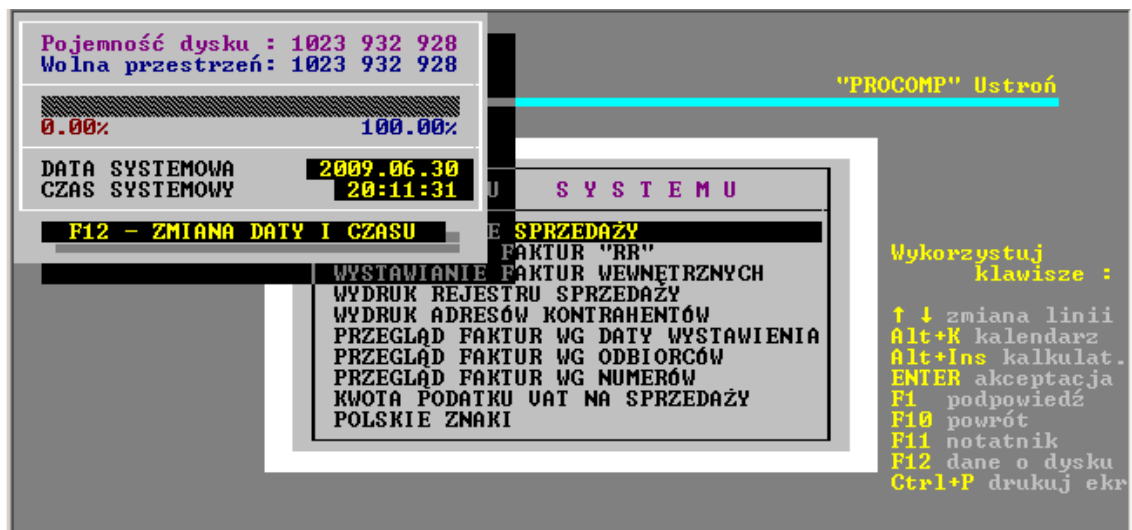 Pojemność dysku : 1023 932 928
Wolna przestrzeń: 1023 932 928
0.00% 100.00%
DATA SYSTEMOWA 2009.06.30
CZAS SYSTEMOWY 20:11:31
F12 - ZMIANA DATY I CZASU
"PROCOMP" Ustroń
U S Y S T E M U
E SPRZEDAŻY
FAKTUR "RR"
WYSTAWIANIE FAKTUR WEWNĘTRZNYCH
WYDRUK REJESTRU SPRZEDAŻY
WYDRUK ADRESÓW KONTRAHENTÓW
PRZEGLĄD FAKTUR WG DATY WYSTAWIENIA
PRZEGLĄD FAKTUR WG ODBIORCÓW
PRZEGLĄD FAKTUR WG NUMERÓW
KWOTA PODATKU VAT NA SPRZEDAŻY
POLSKIE ZNAKI
Wykorzystuj
klawisze :
↑ ↓ zmiana linii
Alt+K kalendarz
Alt+Ins kalkulat.
ENTER akceptacja
F1 podpowiedź
F10 powrót
F11 notatnik
F12 dane o dysku
Ctrl+P drukuj ekr